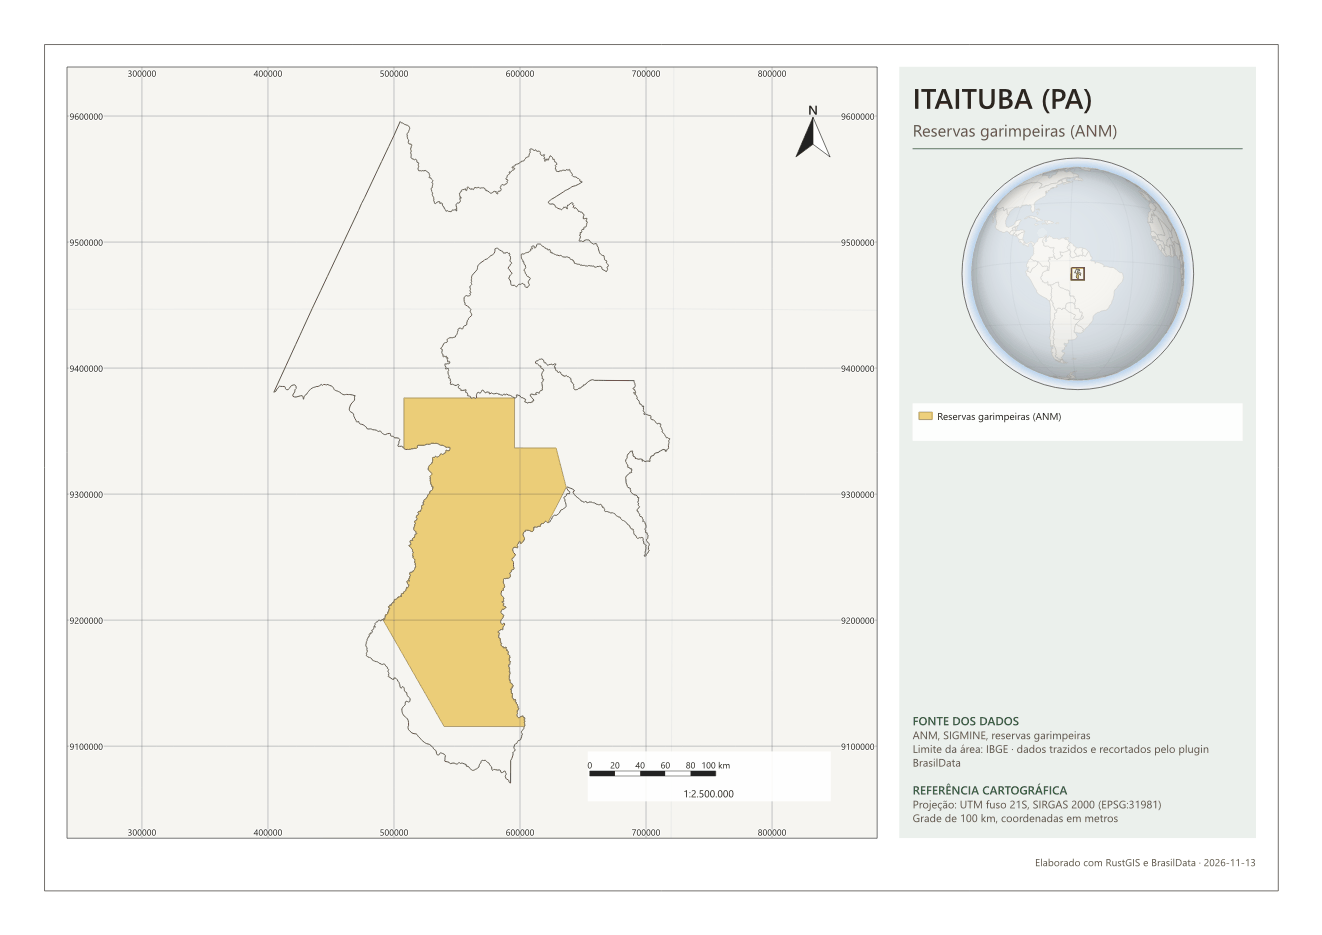 300000 400000 500000 600000 700000 800000
9600000 9600000
N
9500000 9500000
9400000 9400000
9300000 9300000
9200000 9200000
9100000 9100000
0 20 40 60 80 100 km
1:2.500.000
300000 400000 500000 600000 700000 800000
ITAITUBA (PA)
Reservas garimpeiras (ANM)
Reservas garimpeiras (ANM)
FONTE DOS DADOS
ANM, SIGMINE, reservas garimpeiras
Limite da área: IBGE · dados trazidos e recortados pelo plugin
BrasilData
REFERÊNCIA CARTOGRÁFICA
Projeção: UTM fuso 21S, SIRGAS 2000 (EPSG:31981)
Grade de 100 km, coordenadas em metros
Elaborado com RustGIS e BrasilData · 2026-11-13